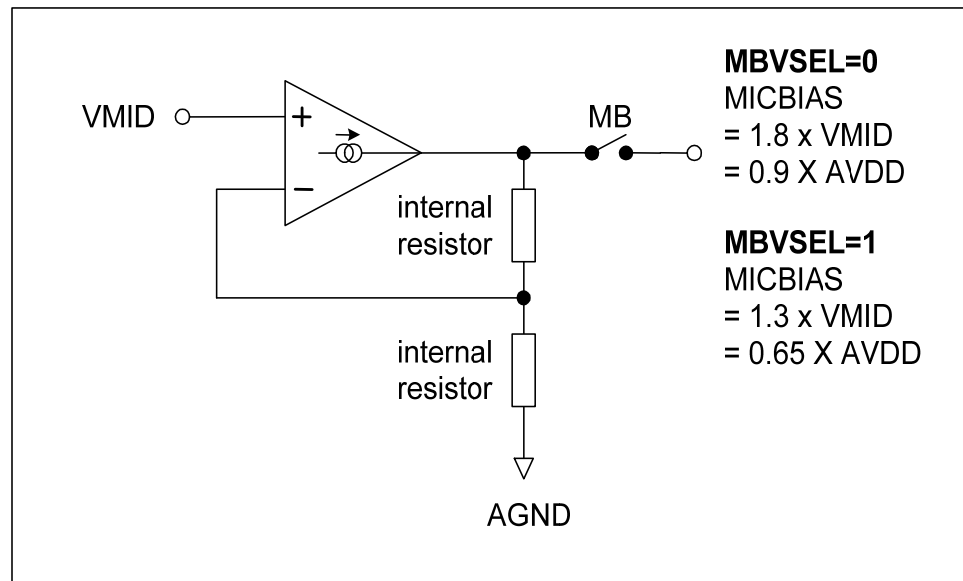 MBVSEL=0
MICBIAS
= 1.8 x VMID
= 0.9 X AVDD
VMID
+
MB
−
internal
resistor
MBVSEL=1
MICBIAS
= 1.3 x VMID
= 0.65 X AVDD
internal
resistor
AGND